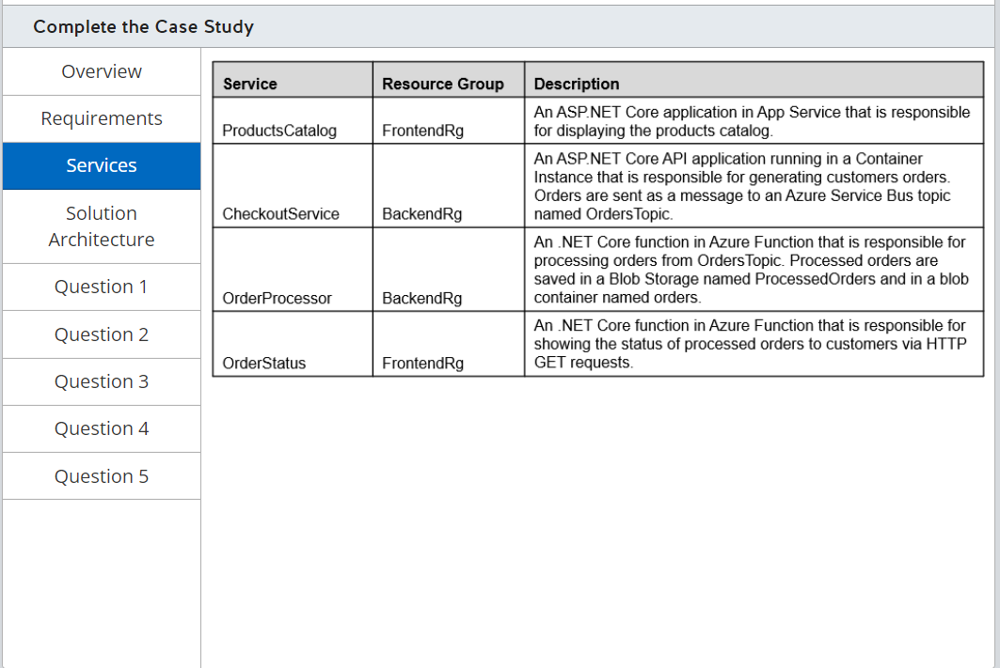 Complete the Case Study
Overview
Requirements
Services
Solution
Architecture
Question 1
Question 2
Question 3
Question 4
Question 5
Service Resource Group Description
An ASP.NET Core application in App Service that is responsible
ProductsCatalog FrontendRg for displaying the products catalog.
An ASP.NET Core API application running in a Container
Instance that is responsible for generating customers orders.
Orders are sent as a message to an Azure Service Bus topic
CheckoutService BackendRg named OrdersTopic.
An .NET Core function in Azure Function that is responsible for
processing orders from OrdersTopic. Processed orders are
saved in a Blob Storage named ProcessedOrders and in a blob
OrderProcessor BackendRg container named orders.
An .NET Core function in Azure Function that is responsible for
showing the status of processed orders to customers via HTTP
OrderStatus FrontendRg GET requests.